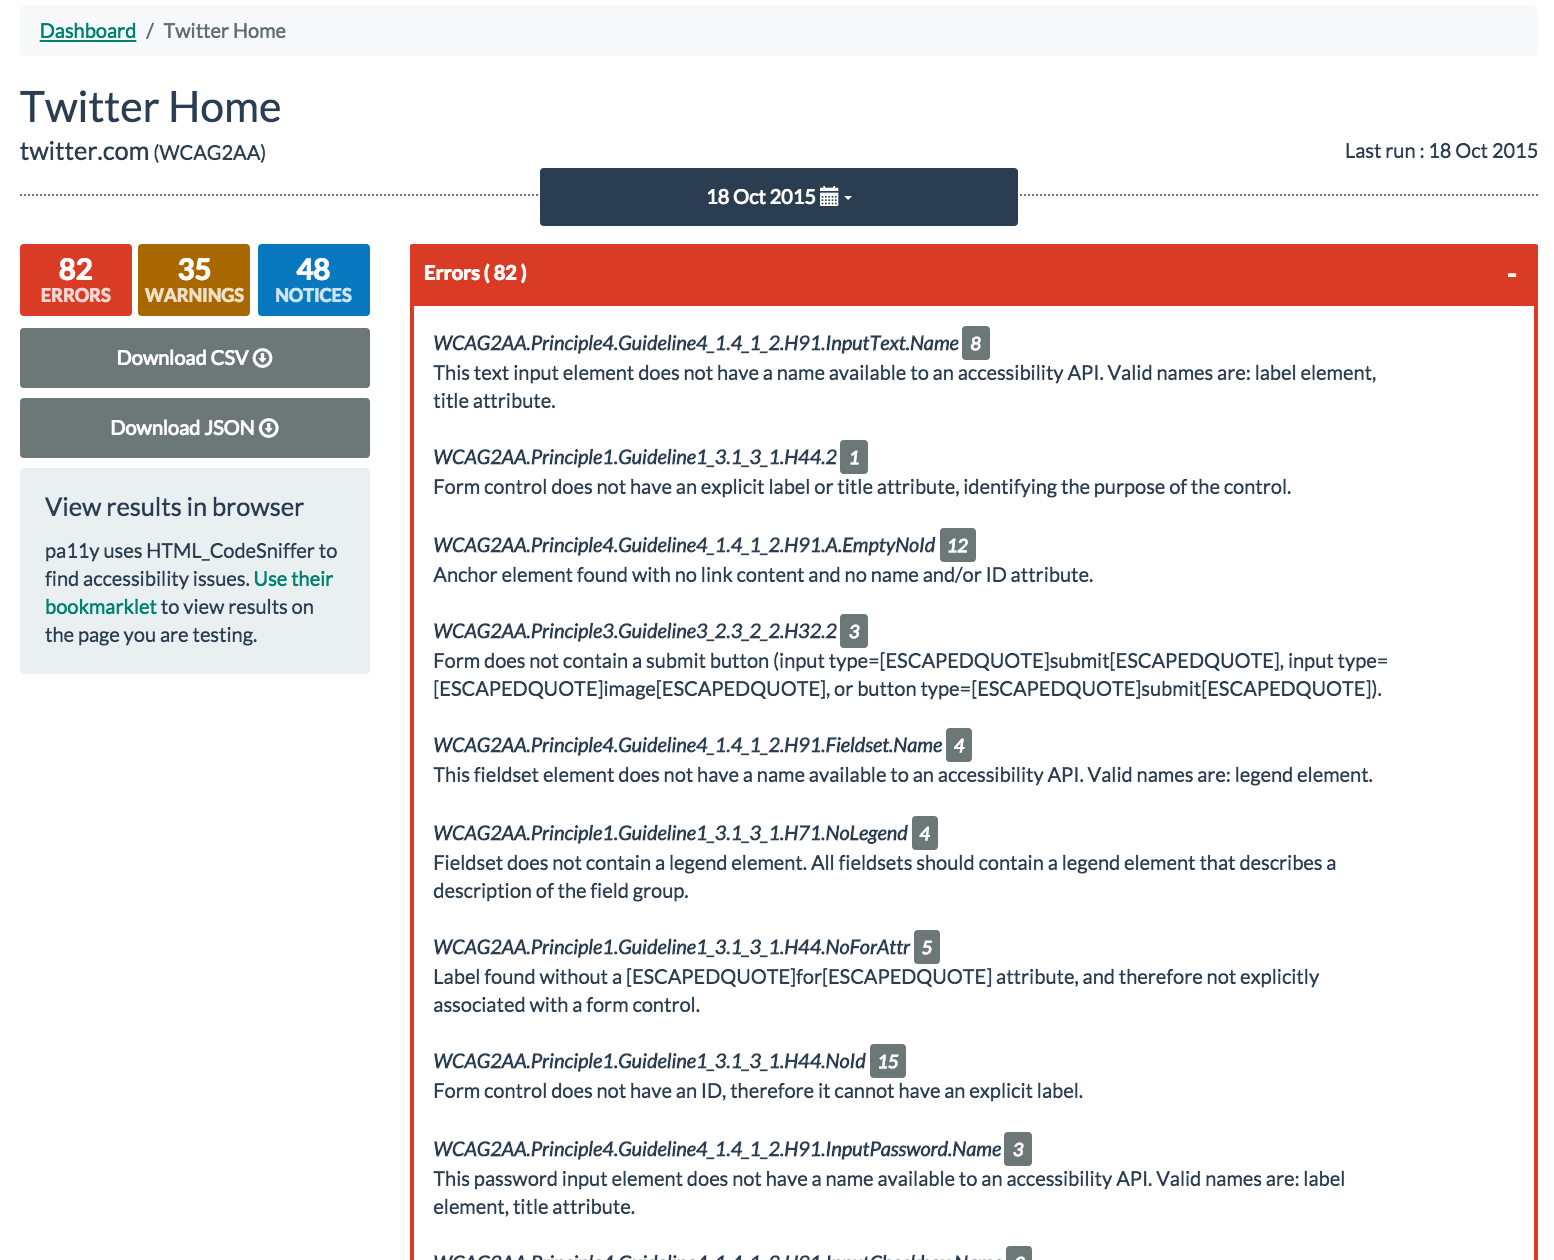 Dashboard / Twitter Home
Twitter Home
twitter.com (WCAG2AA)
Last run : 18 Oct 2015
18 Oct 2015
82
ERRORS
35
WARNINGS
48
NOTICES
Download CSV
Download JSON
View results in browser
pa11y uses HTML_CodeSniffer to
find accessibility issues. Use their
bookmarklet to view results on
the page you are testing.
Errors ( 82 ) -
WCAG2AA.Principle4.Guideline4_1.4_1_2.H91.InputText.Name 8
This text input element does not have a name available to an accessibility API. Valid names are: label element,
title attribute.
WCAG2AA.Principle1.Guideline1_3.1_3_1.H44.2 1
Form control does not have an explicit label or title attribute, identifying the purpose of the control.
WCAG2AA.Principle4.Guideline4_1.4_1_2.H91.A.EmptyNoId 12
Anchor element found with no link content and no name and/or ID attribute.
WCAG2AA.Principle3.Guideline3_2.3_2_2.H32.2 3
Form does not contain a submit button (input type=[ESCAPEDQUOTE]submit[ESCAPEDQUOTE], input type=
[ESCAPEDQUOTE]image[ESCAPEDQUOTE], or button type=[ESCAPEDQUOTE]submit[ESCAPEDQUOTE]).
WCAG2AA.Principle4.Guideline4_1.4_1_2.H91.Fieldset.Name 4
This fieldset element does not have a name available to an accessibility API. Valid names are: legend element.
WCAG2AA.Principle1.Guideline1_3.1_3_1.H71.NoLegend 4
Fieldset does not contain a legend element. All fieldsets should contain a legend element that describes a
description of the field group.
WCAG2AA.Principle1.Guideline1_3.1_3_1.H44.NoForAttr 5
Label found without a [ESCAPEDQUOTE]for[ESCAPEDQUOTE] attribute, and therefore not explicitly
associated with a form control.
WCAG2AA.Principle1.Guideline1_3.1_3_1.H44.NoId 15
Form control does not have an ID, therefore it cannot have an explicit label.
WCAG2AA.Principle4.Guideline4_1.4_1_2.H91.InputPassword.Name 3
This password input element does not have a name available to an accessibility API. Valid names are: label
element, title attribute.